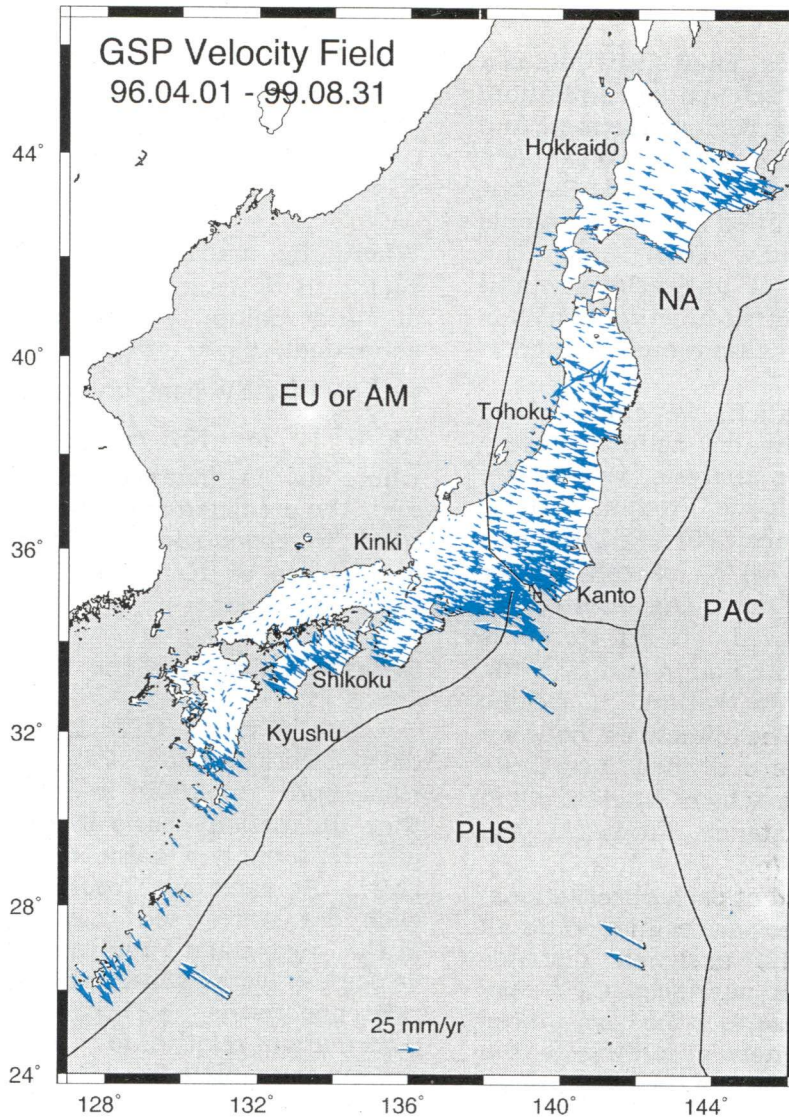 GSP Velocity Field
96.04.01 - 99.08.31
44°
Hokkaido
NA
40°
EU or AM
Tohoku
36°
Kinki
Kanto
PAC
Shikoku
32°
Kyushu
PHS
28°
25 mm/yr
24°
128° 132° 136° 140° 144°